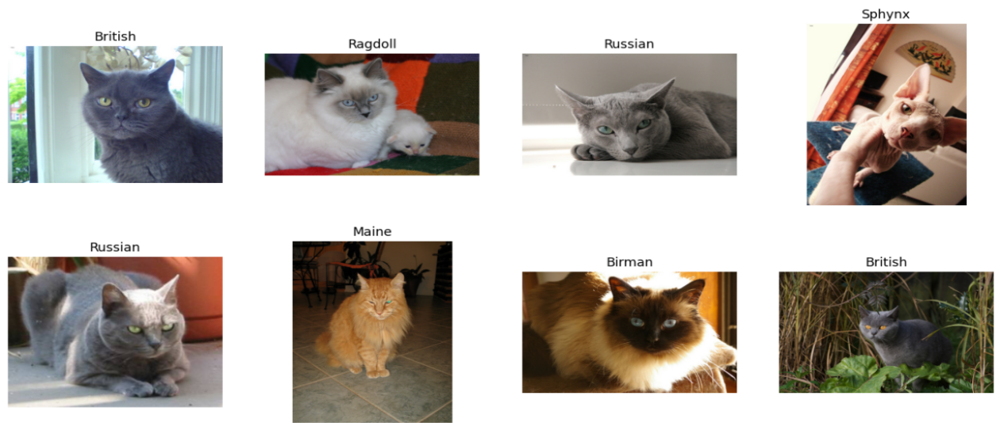 British
Ragdoll
Russian
Sphynx
Russian
Maine
Birman
British